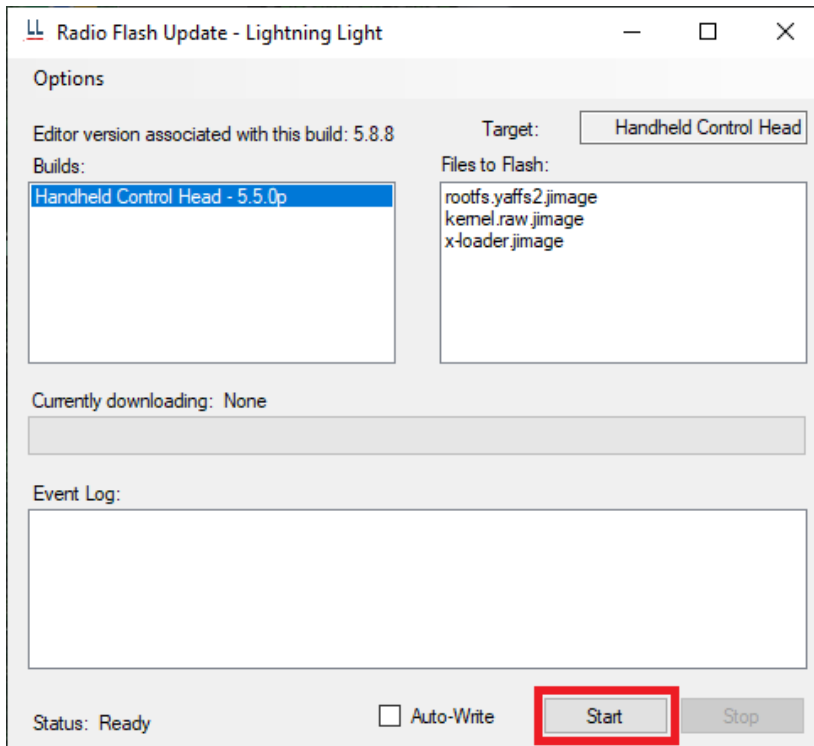 LL Radio Flash Update - Lightning Light
Options
Editor version associated with this build: 5.8.8
Target: Handheld Control Head
Builds:
Files to Flash:
Handheld Control Head - 5.5.0p
rootfs.yaffs2.jimage
kernel.raw.jimage
x-loader.jimage
Currently downloading: None
Event Log:
Status: Ready
Auto-Write
Start
Stop